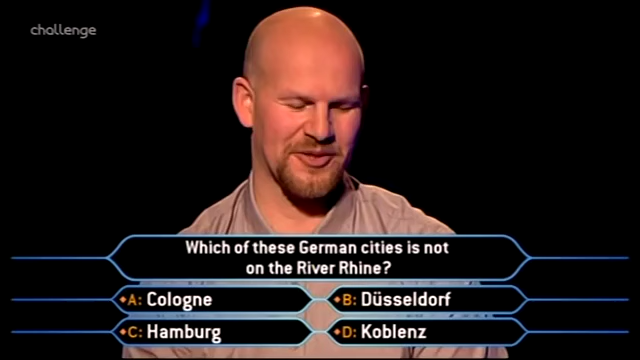 challenge
Which of these German cities is not
on the River Rhine?
A: Cologne
B: Düsseldorf
C: Hamburg
D: Koblenz